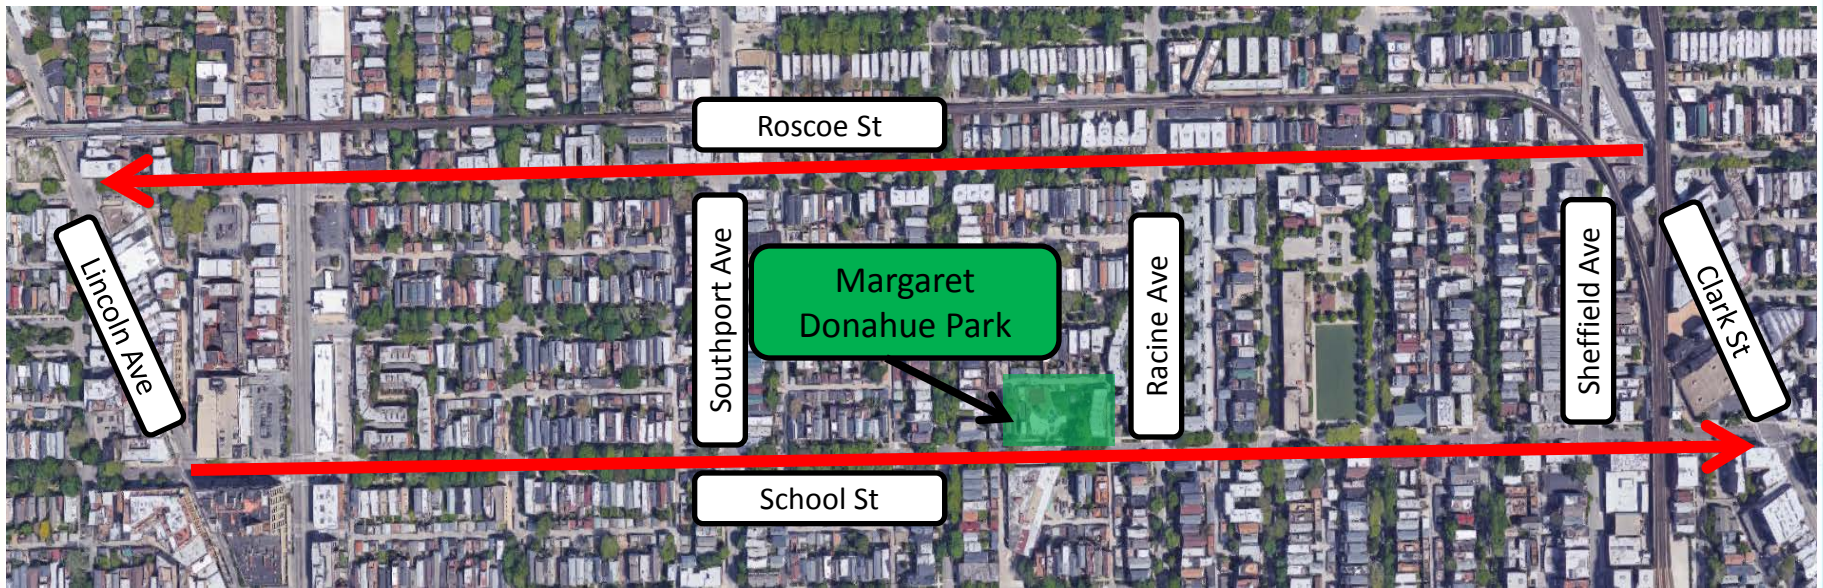 Roscoe St
Lincoln Ave
Southport Ave
Margaret
Donahue Park
Racine Ave
Sheffield Ave
Clark St
School St